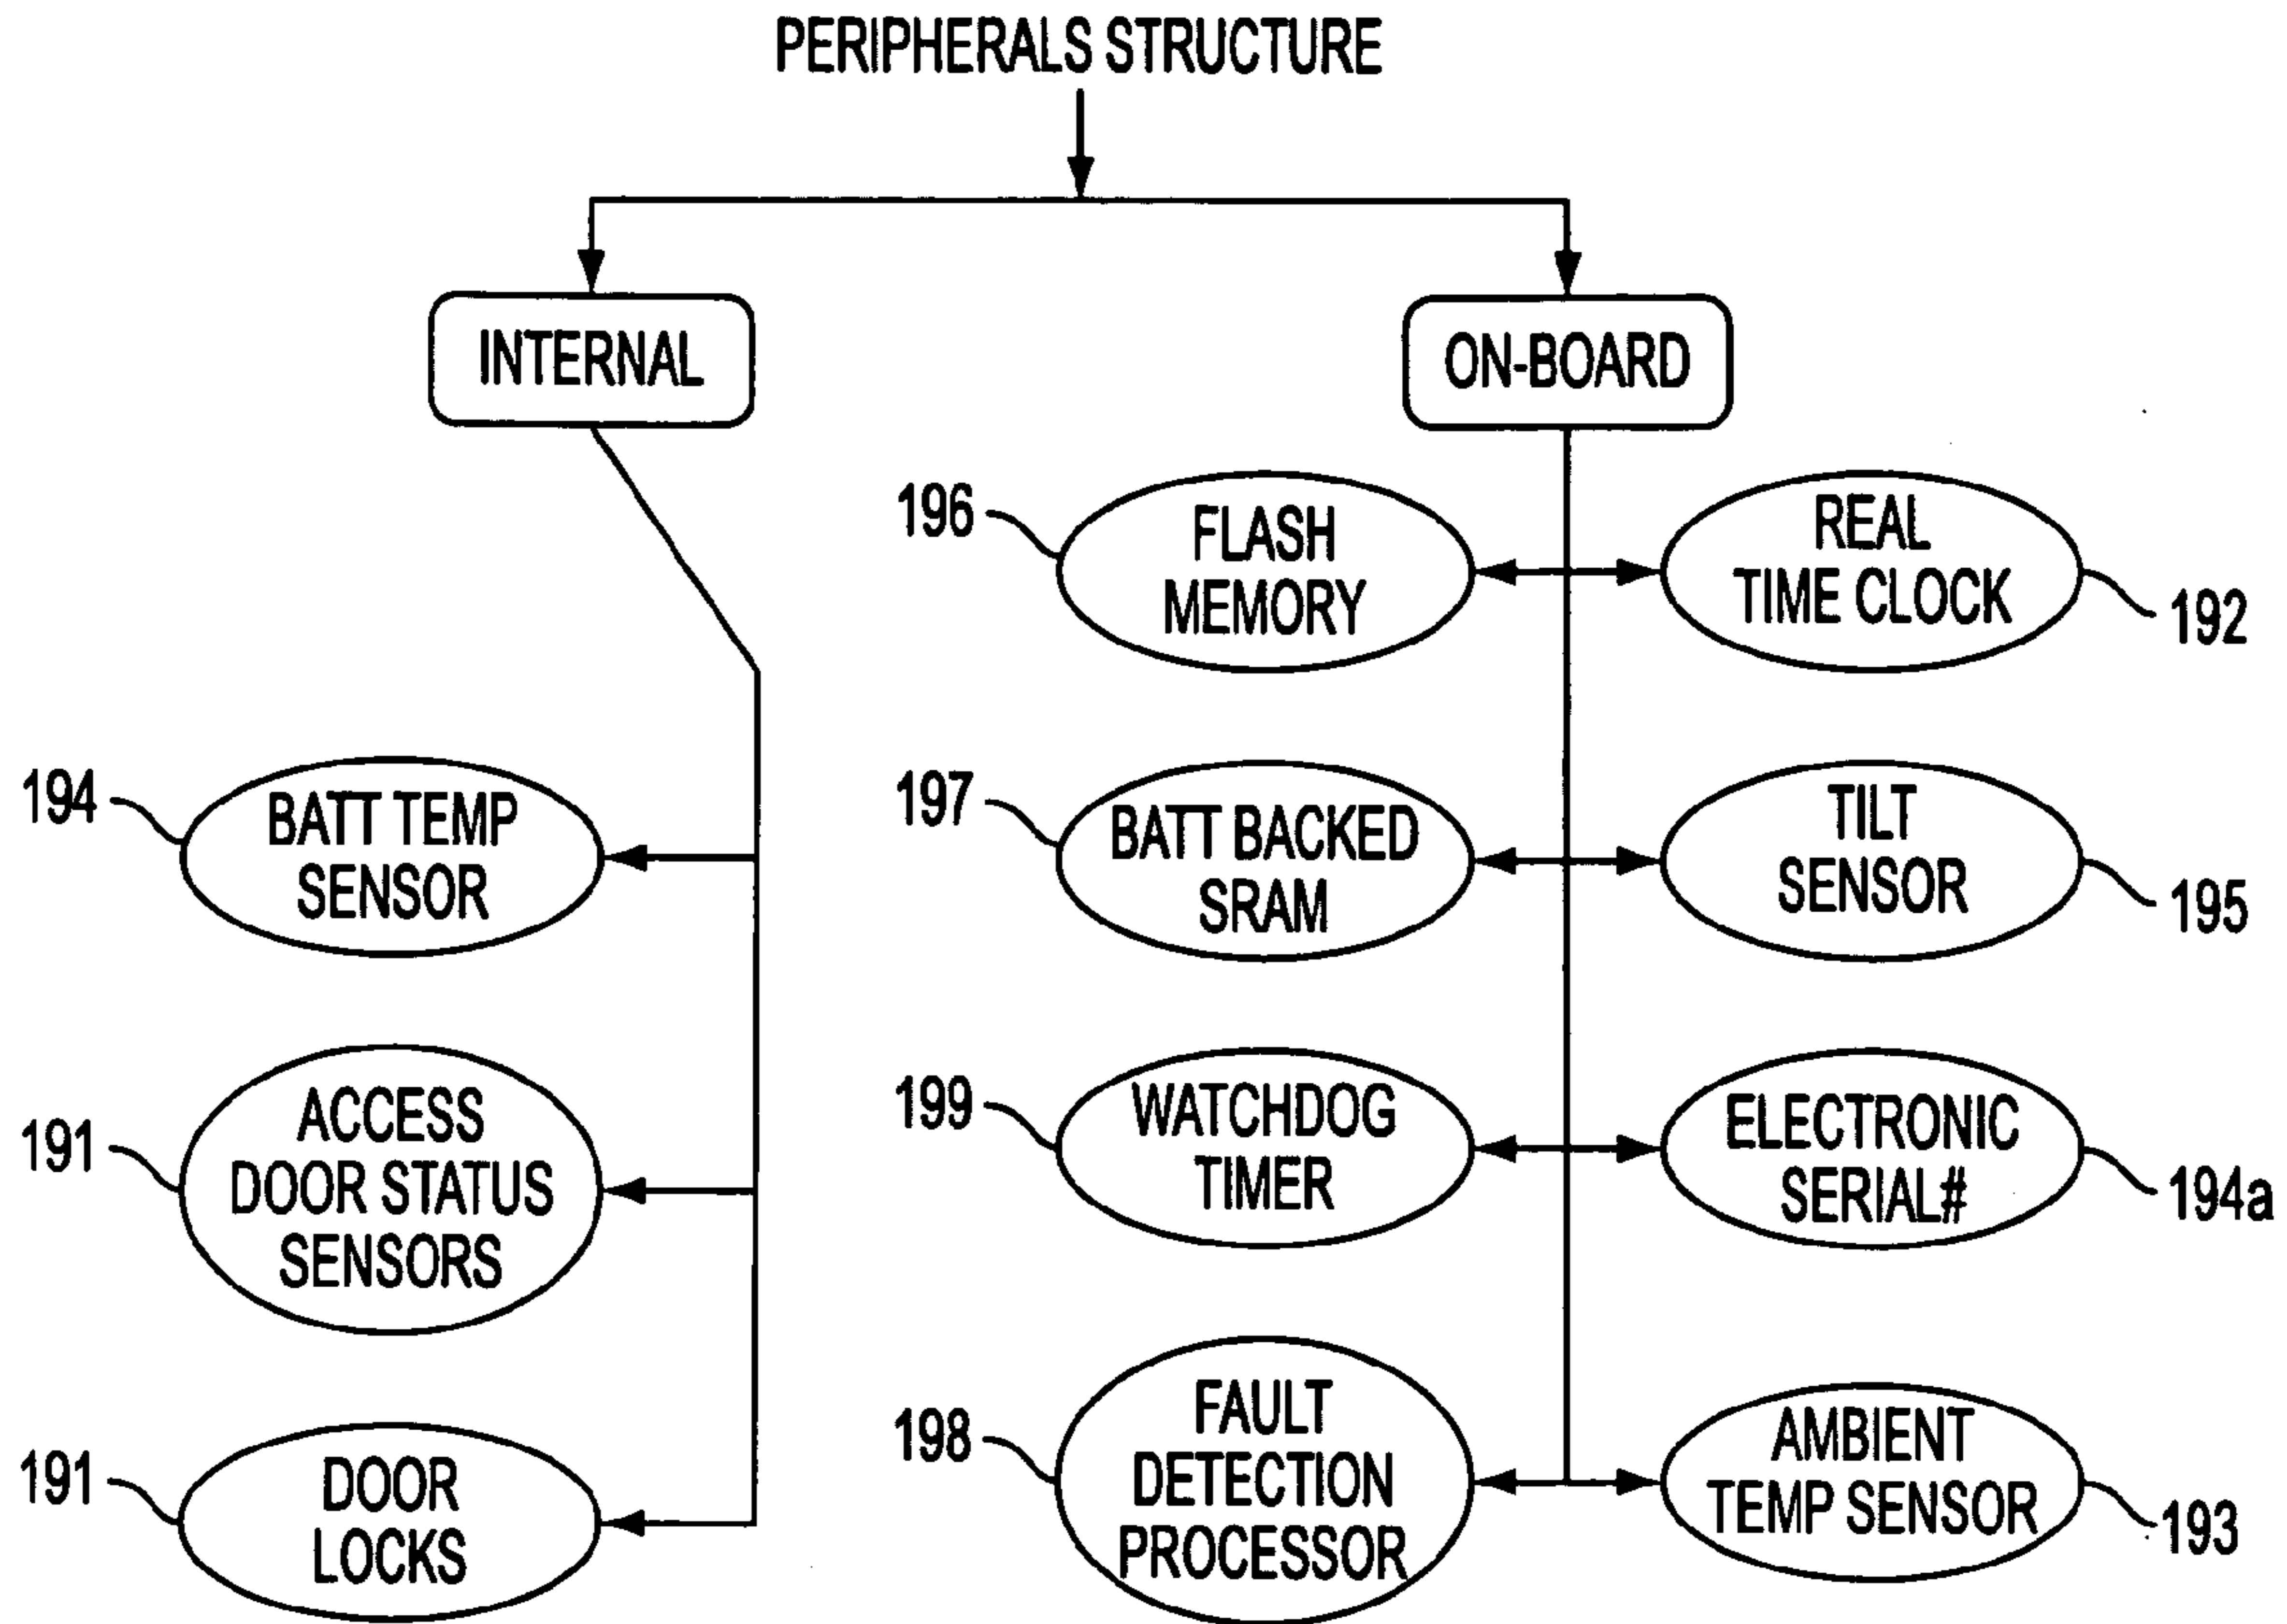 PERIPHERALS STRUCTURE
INTERNAL
ON-BOARD
194
BATT TEMP
SENSOR
191
ACCESS
DOOR STATUS
SENSORS
191
DOOR
LOCKS
196
FLASH
MEMORY
REAL
TIME CLOCK
192
197
BATT BACKED
SRAM
TILT
SENSOR
195
199
WATCHDOG
TIMER
ELECTRONIC
SERIAL#
194a
198
FAULT
DETECTION
PROCESSOR
AMBIENT
TEMP SENSOR
193